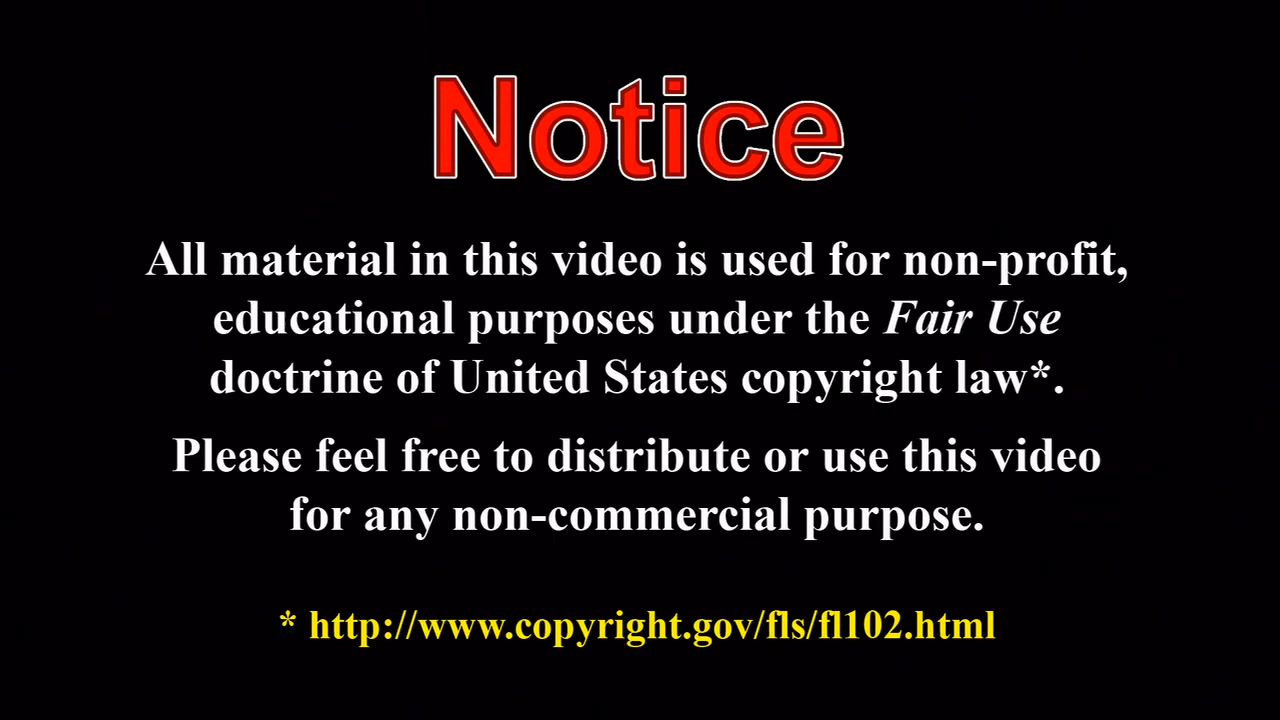 Notice
All material in this video is used for non-profit,
educational purposes under the Fair Use
doctrine of United States copyright law*.
Please feel free to distribute or use this video
for any non-commercial purpose.
* http://www.copyright.gov/fls/fl102.html